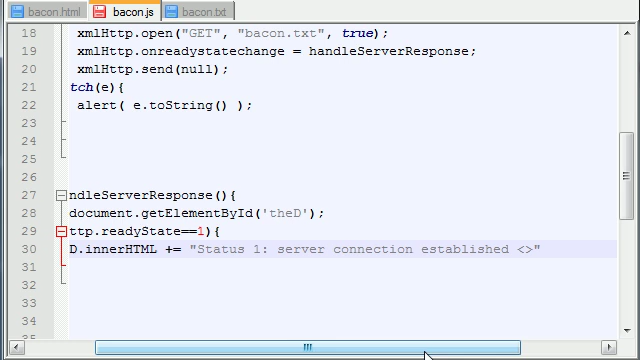 bacon.html bacon.js bacon.txt
18 xmlHttp.open("GET", "bacon.txt", true);
19 xmlHttp.onreadystatechange = handleServerResponse;
20 xmlHttp.send(null);
21 tch(e){
22 alert( e.toString() );
23
24
25
26
27 ndleServerResponse(){
28 document.getElementById('theD');
29 ttp.readyState==1){
30 D.innerHTML += "Status 1: server connection established <>"
31
32
33
34
35